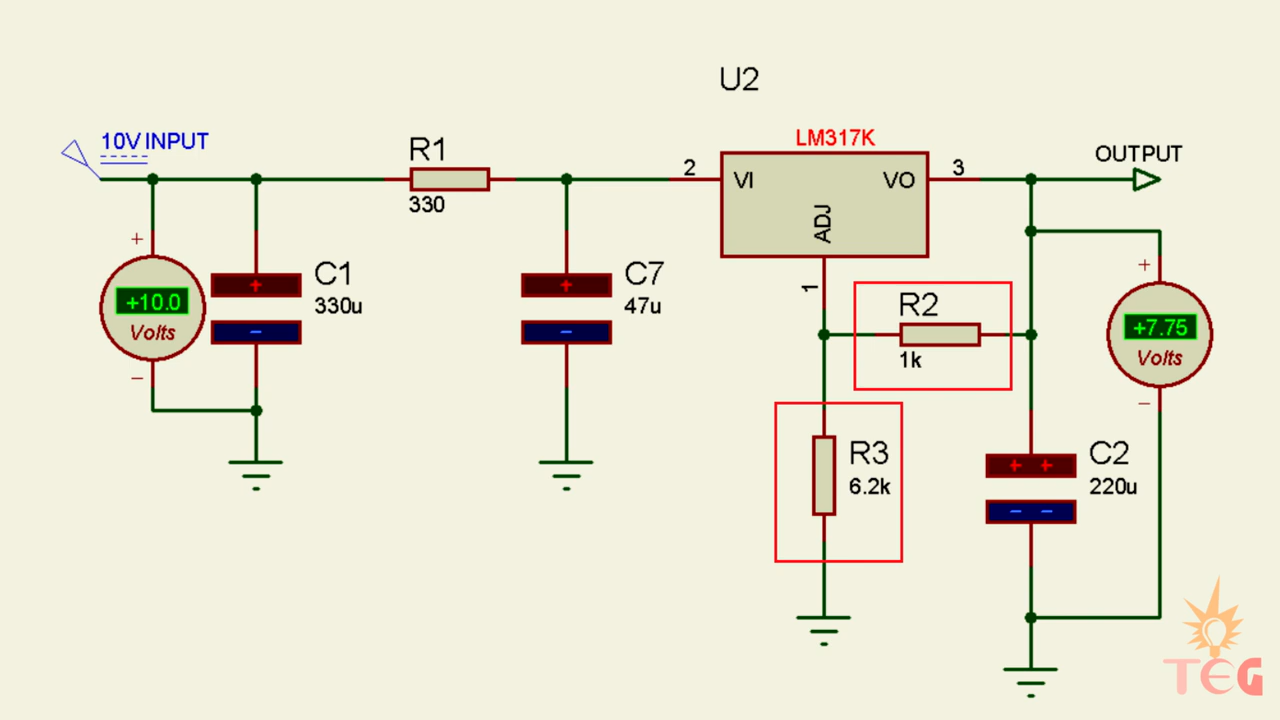 U2
10V INPUT
LM317K
R1
330
2
VI
VO
3
OUTPUT
ADJ
1
+
+10.0
Volts
−
+
−
C1
330u
+
−
C7
47u
R2
1k
+
+7.75
Volts
−
R3
6.2k
+ +
− −
C2
220u
TEG